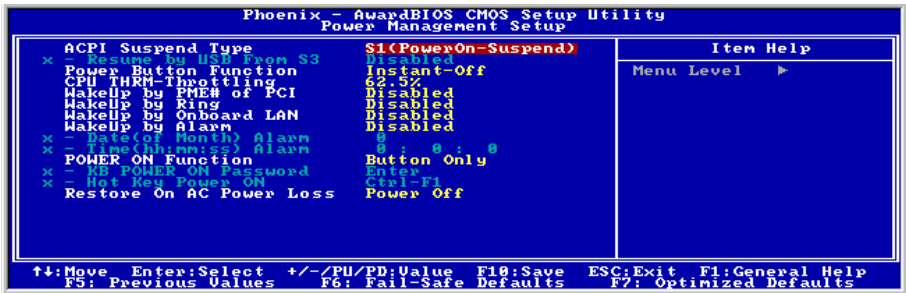 Phoenix - AwardBIOS CMOS Setup Utility
Power Management Setup
ACPI Suspend Type S1(PowerOn-Suspend) Item Help
x - Resume by USB From S3 Disabled
Power Button Function Instant-Off Menu Level ▶
CPU THRM-Throttling 62.5%
WakeUp by PME# of PCI Disabled
WakeUp by Ring Disabled
WakeUp by Onboard LAN Disabled
WakeUp by Alarm Disabled
x - Date(of Month) Alarm 0
x - Time(hh:mm:ss) Alarm 0 : 0 : 0
POWER ON Function Button Only
x - KB POWER ON Password Enter
x - Hot Key Power ON Ctrl-F1
Restore On AC Power Loss Power Off
↑↓:Move Enter:Select +/-/PU/PD:Value F10:Save ESC:Exit F1:General Help
F5: Previous Values F6: Fail-Safe Defaults F7: Optimized Defaults